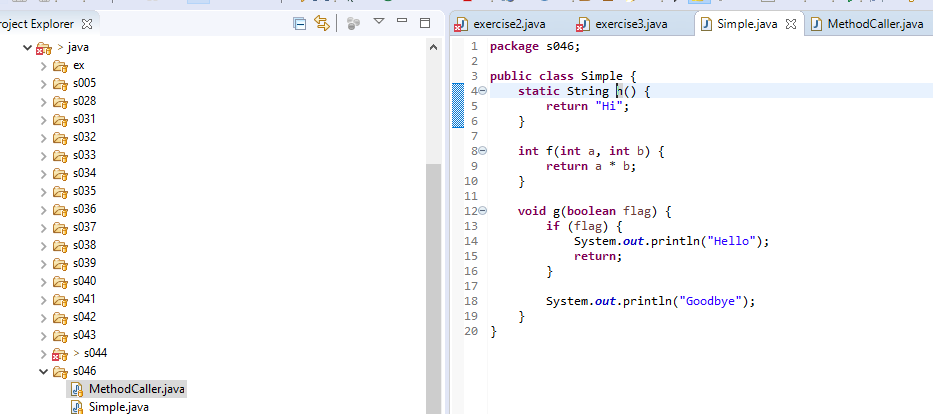 roject Explorer
> java
ex
s005
s028
s031
s032
s033
s034
s035
s036
s037
s038
s039
s040
s041
s042
s043
> s044
s046
MethodCaller.java
Simple.java
exercise2.java exercise3.java Simple.java MethodCaller.java
1 package s046;
2
3 public class Simple {
4 static String h() {
5 return "Hi";
6 }
7
8 int f(int a, int b) {
9 return a * b;
10 }
11
12 void g(boolean flag) {
13 if (flag) {
14 System.out.println("Hello");
15 return;
16 }
17
18 System.out.println("Goodbye");
19 }
20 }